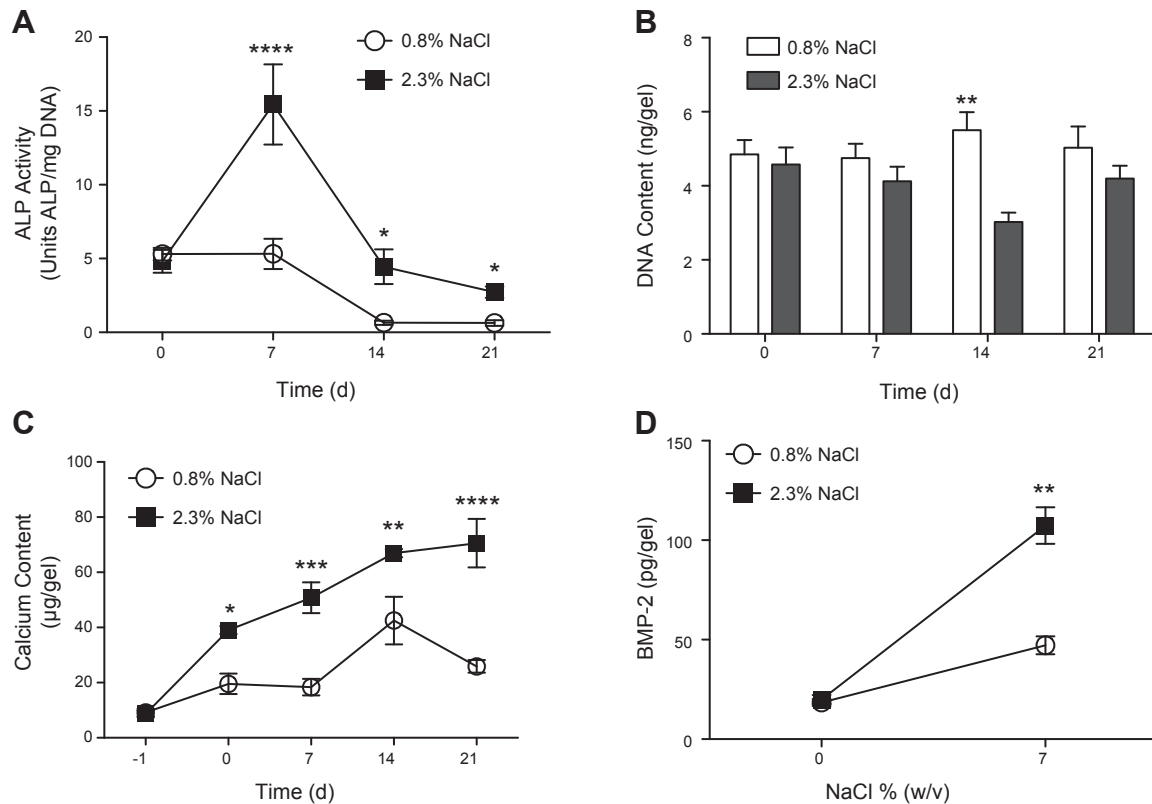 A
ALP Activity
(Units ALP/mg DNA)
20
15
10
5
0
****
*
*
0.8% NaCl
2.3% NaCl
0 7 14 21
Time (d)
B
DNA Content (ng/gel)
8
6
4
2
0
0.8% NaCl
2.3% NaCl
**
0 7 14 21
Time (d)
C
Calcium Content
(µg/gel)
100
80
60
40
20
0
0.8% NaCl
2.3% NaCl
*
***
**
****
-1 0 7 14 21
Time (d)
D
BMP-2 (pg/gel)
150
100
50
0
0.8% NaCl
2.3% NaCl
**
0 7
NaCl % (w/v)